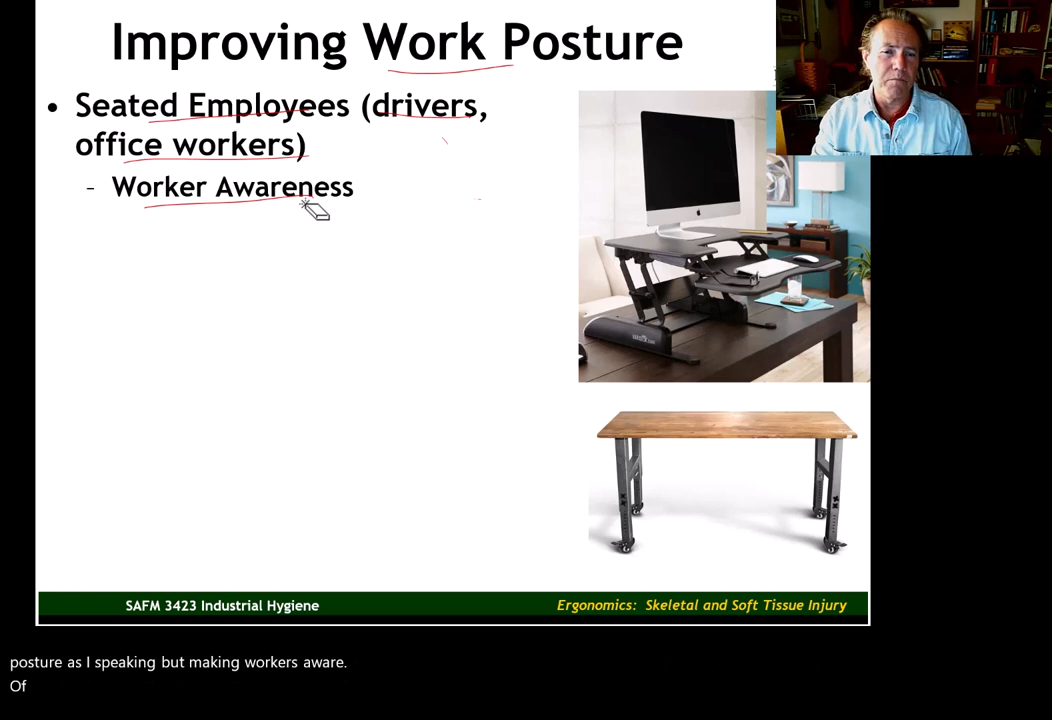 Improving Work Posture
• Seated Employees (drivers,
office workers)
- Worker Awareness
SAFM 3423 Industrial Hygiene
Ergonomics: Skeletal and Soft Tissue Injury
posture as I speaking but making workers aware.
Of